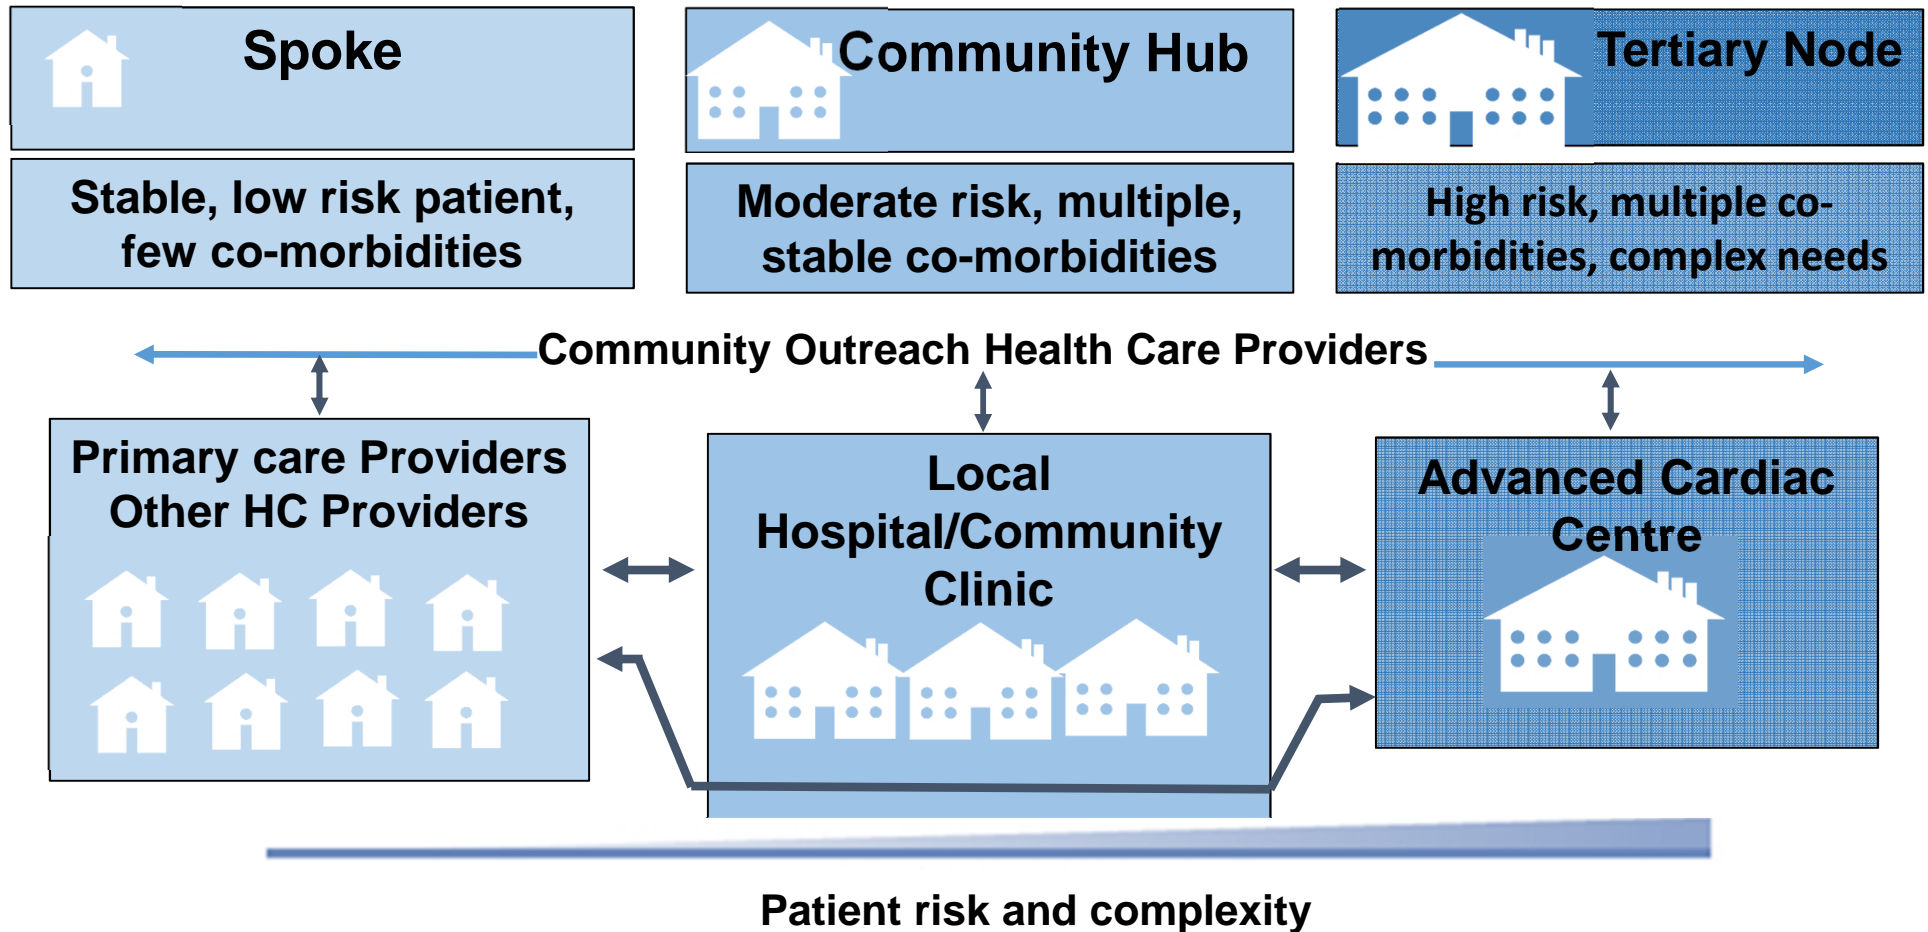 Spoke
Community Hub
Tertiary Node
Stable, low risk patient,
few co-morbidities
Moderate risk, multiple,
stable co-morbidities
High risk, multiple co-
morbidities, complex needs
Community Outreach Health Care Providers
Primary care Providers
Other HC Providers
Local
Hospital/Community
Clinic
Advanced Cardiac
Centre
Patient risk and complexity